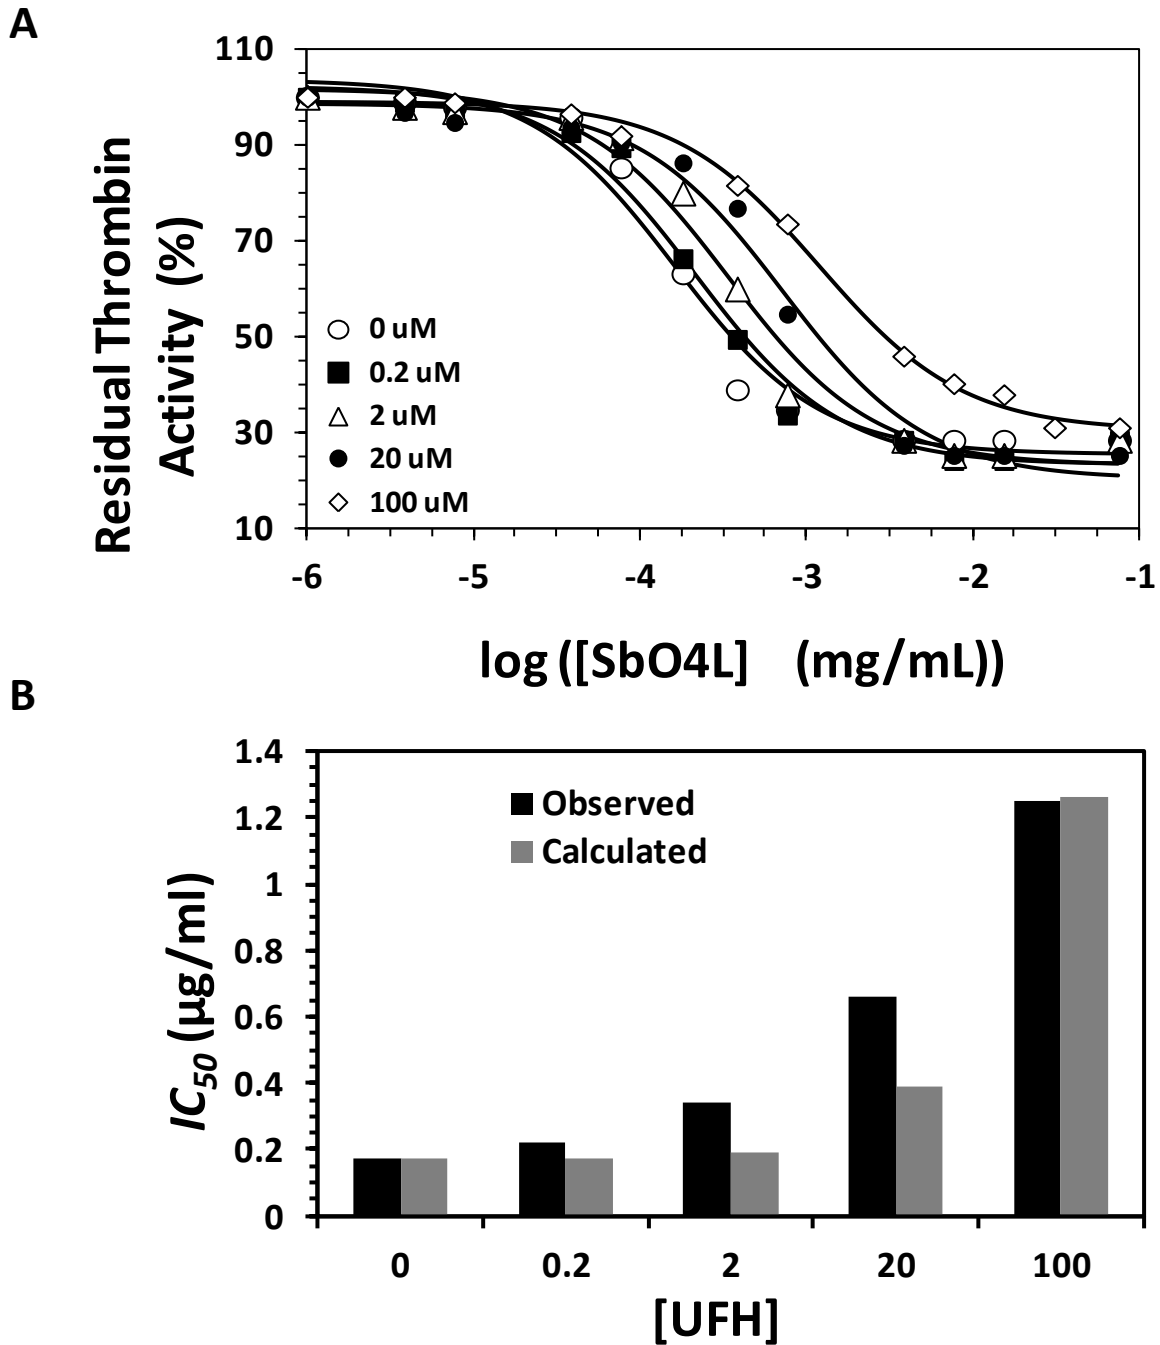 A
110
90
70
50
30
10
Residual Thrombin
Activity (%)
0 uM
0.2 uM
2 uM
20 uM
100 uM
-6 -5 -4 -3 -2 -1
log ([SbO4L] (mg/mL))
B
1.4
1.2
1
0.8
0.6
0.4
0.2
0
IC50 (µg/ml)
Observed
Calculated
0 0.2 2 20 100
[UFH]